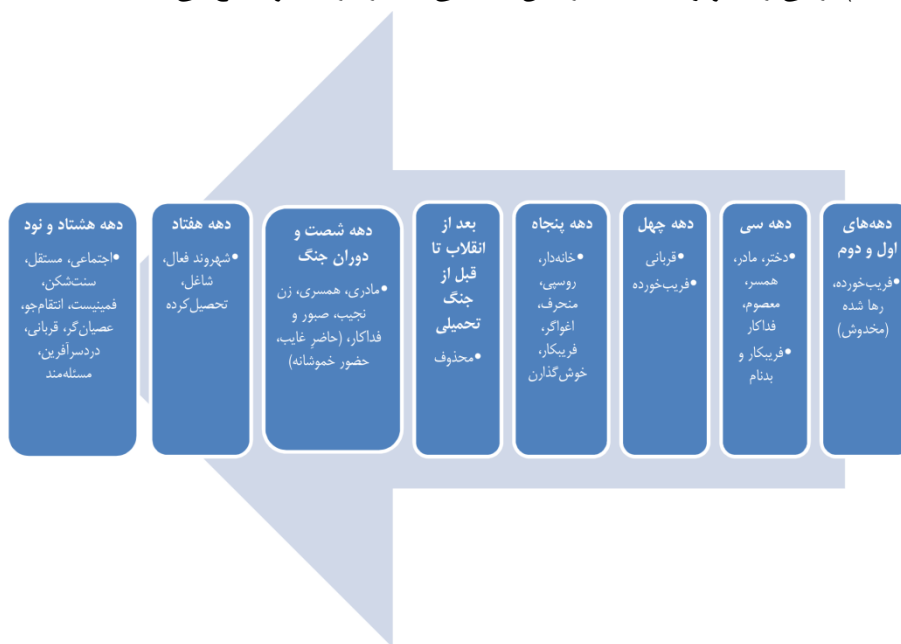 دهه‌های
اول و دوم
•فریب‌خورده،
رها شده
(مخدوش)
دهه سی
•دختر، مادر،
همسر،
معصوم،
فداکار
•فریبکار و
بدنام
دهه چهل
•قربانی
•فریب‌خورده
دهه پنجاه
•خانه‌دار،
روسپی،
منحرف،
اغواگر،
فریبکار،
خوش‌گذارن
بعد از
انقلاب تا
قبل از
جنگ
تحمیلی
•محذوف
دهه شصت و
دوران جنگ
•مادری، همسری، زن
نجیب، صبور و
فداکار، (حاضرِ غایب،
حضور خموشانه)
دهه هفتاد
•شهروند فعال،
شاغل،
تحصیل‌کرده
دهه هشتاد و نود
•اجتماعی، مستقل،
سنت‌شکن،
فمینیست، انتقام‌جو،
عصیان‌گر، قربانی،
دردسرآفرین،
مسئله‌مند